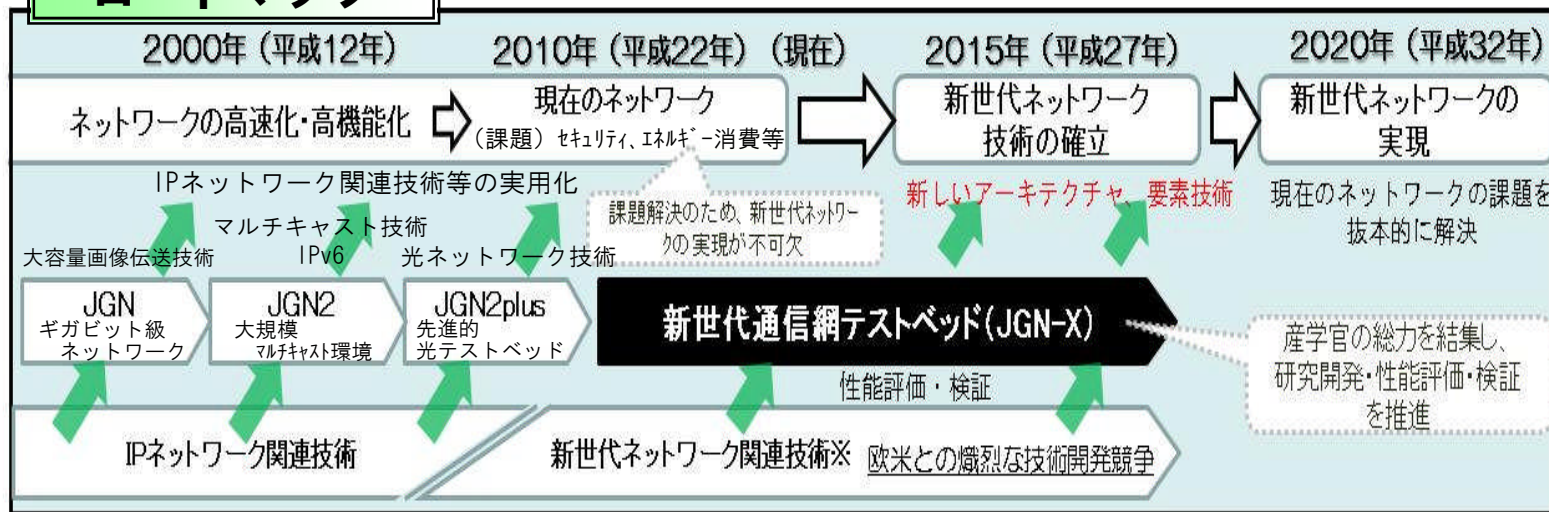 ロードマップ
2000年(平成12年)
2010年(平成22年) (現在)
2015年(平成27年)
2020年(平成32年)
ネットワークの高速化・高機能化
現在のネットワーク
(課題) セキュリティ、エネルギー消費等
新世代ネットワーク
技術の確立
新世代ネットワークの
実現
IPネットワーク関連技術等の実用化
課題解決のため、新世代ネットワー
クの実現が不可欠
新しいアーキテクチャ、要素技術
現在のネットワークの課題を
抜本的に解決
マルチキャスト技術
大容量画像伝送技術
IPv6
光ネットワーク技術
JGN
ギガビット級
ネットワーク
JGN2
大規模
マルチキャスト環境
JGN2plus
先進的
光テストベッド
新世代通信網テストベッド(JGN-X)
産学官の総力を結集し、
研究開発・性能評価・検証
を推進
性能評価・検証
IPネットワーク関連技術
新世代ネットワーク関連技術※ 欧米との熾烈な技術開発競争